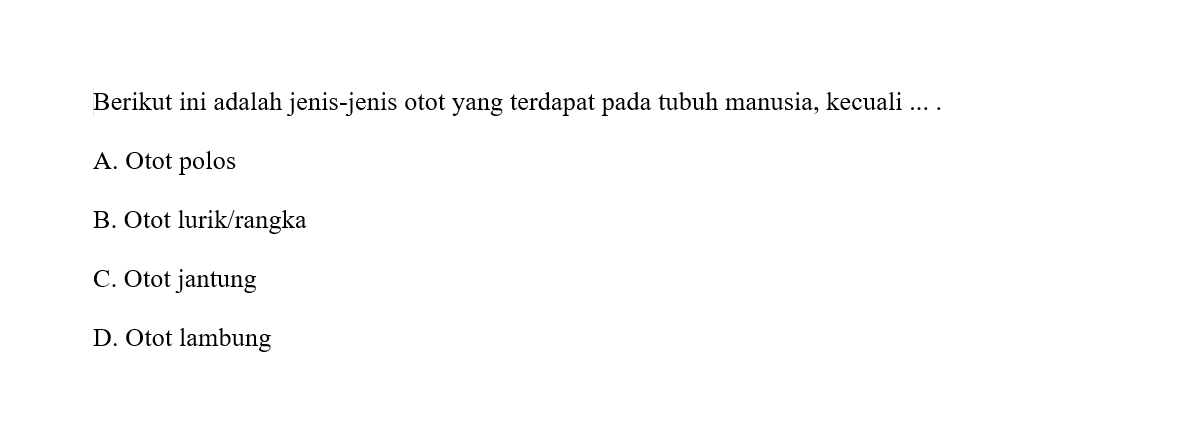 Berikut ini adalah jenis-jenis otot yang terdapat pada tubuh manusia, kecuali ... .
A. Otot polos
B. Otot lurik/rangka
C. Otot jantung
D. Otot lambung